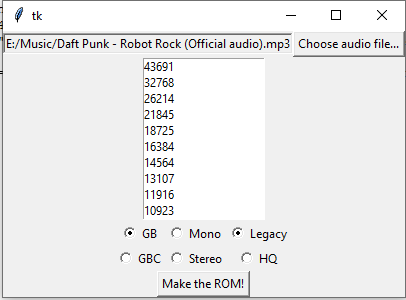 tk
E:/Music/Daft Punk - Robot Rock (Official audio).mp3 Choose audio file...
43691
32768
26214
21845
18725
16384
14564
13107
11916
10923
GB Mono Legacy
GBC Stereo HQ
Make the ROM!